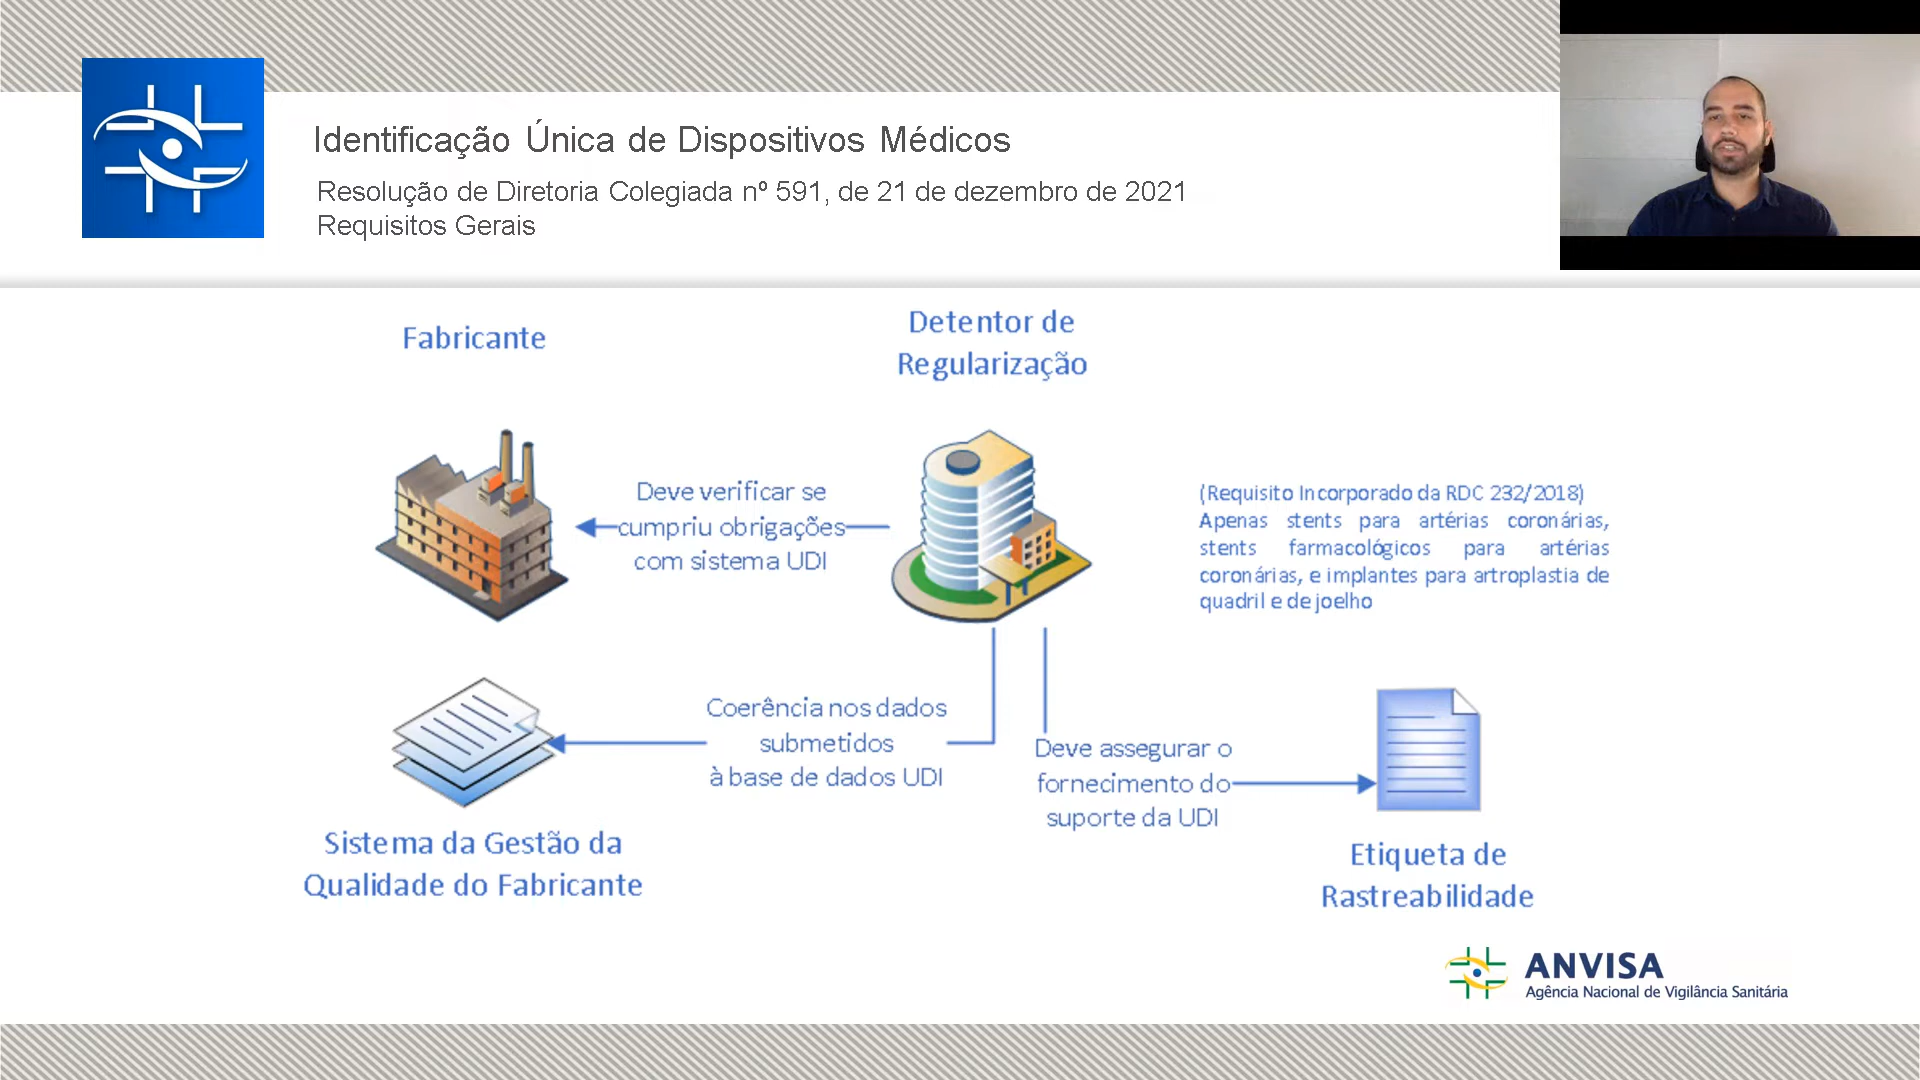 Identificação Única de Dispositivos Médicos
Resolução de Diretoria Colegiada nº 591, de 21 de dezembro de 2021
Requisitos Gerais
Fabricante
Detentor de
Regularização
Deve verificar se
cumpriu obrigações
com sistema UDI
(Requisito Incorporado da RDC 232/2018)
Apenas stents para artérias coronárias,
stents farmacológicos para artérias
coronárias, e implantes para artroplastia de
quadril e de joelho
Coerência nos dados
submetidos
à base de dados UDI
Deve assegurar o
fornecimento do
suporte da UDI
Sistema da Gestão da
Qualidade do Fabricante
Etiqueta de
Rastreabilidade
ANVISA
Agência Nacional de Vigilância Sanitária